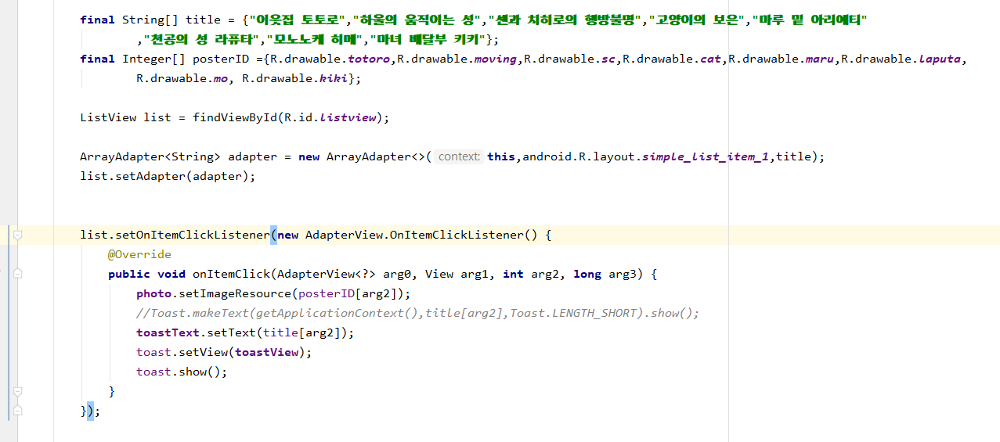 final String[] title = {"이웃집 토토로","하울의 움직이는 성","센과 치히로의 행방불명","고양이의 보은","마루 밑 아리에티"
,"천공의 성 라퓨타","모노노케 히메","마녀 배달부 키키"};
final Integer[] posterID ={R.drawable.totoro,R.drawable.moving,R.drawable.sc,R.drawable.cat,R.drawable.maru,R.drawable.laputa,
R.drawable.mo, R.drawable.kiki};
ListView list = findViewById(R.id.listview);
ArrayAdapter<String> adapter = new ArrayAdapter<>( context: this,android.R.layout.simple_list_item_1,title);
list.setAdapter(adapter);
list.setOnItemClickListener(new AdapterView.OnItemClickListener() {
@Override
public void onItemClick(AdapterView<?> arg0, View arg1, int arg2, long arg3) {
photo.setImageResource(posterID[arg2]);
//Toast.makeText(getApplicationContext(),title[arg2],Toast.LENGTH_SHORT).show();
toastText.setText(title[arg2]);
toast.setView(toastView);
toast.show();
}
});